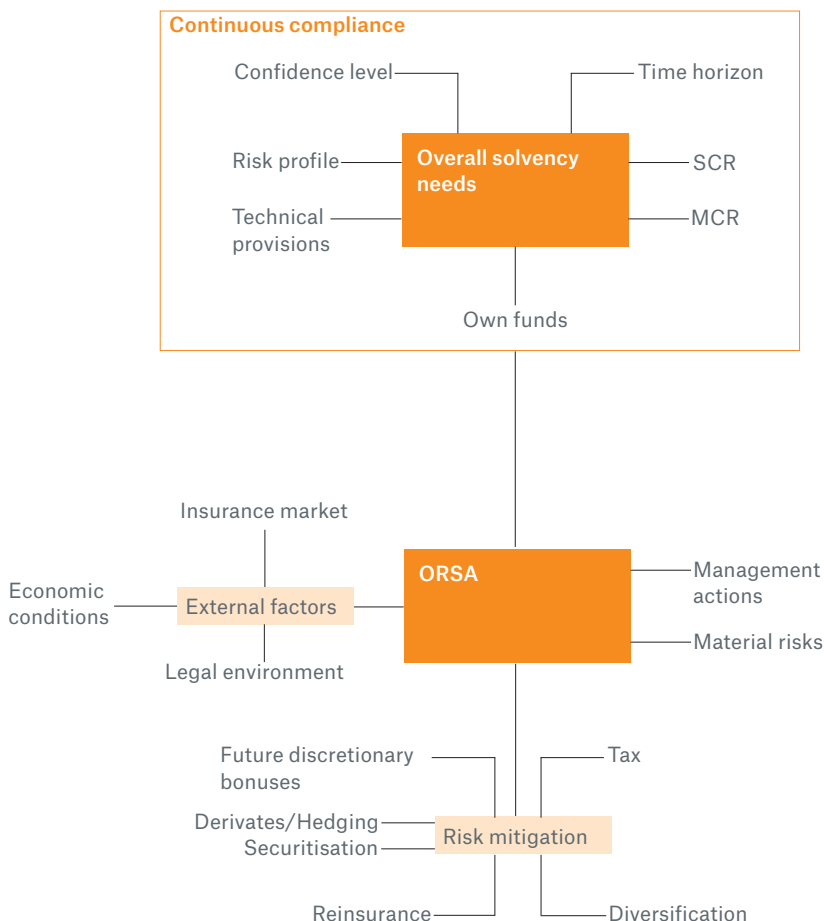 Continuous compliance
Confidence level
Time horizon
Risk profile
Overall solvency
needs
SCR
Technical
provisions
MCR
Own funds
Insurance market
Economic
conditions
External factors
Legal environment
ORSA
Management
actions
Material risks
Future discretionary
bonuses
Tax
Derivates/Hedging
Securitisation
Risk mitigation
Reinsurance
Diversification